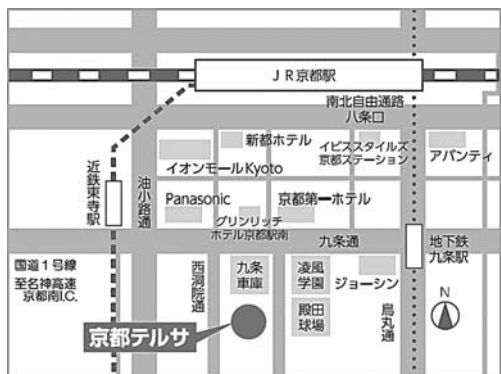 JR京都駅
南北自由通路
八条口
新都ホテル
イビススタイルズ
京都ステーション
アバンティ
イオンモールKyoto
近鉄東寺駅
油小路通
Panasonic
京都第一ホテル
グリンリッチ
ホテル京都駅南
九条通
地下鉄
九条駅
国道1号線
至名神高速
京都南I.C.
西洞院通
九条
車庫
凌風
学園
ジョーシン
殿田
球場
烏丸通
N
京都テルサ